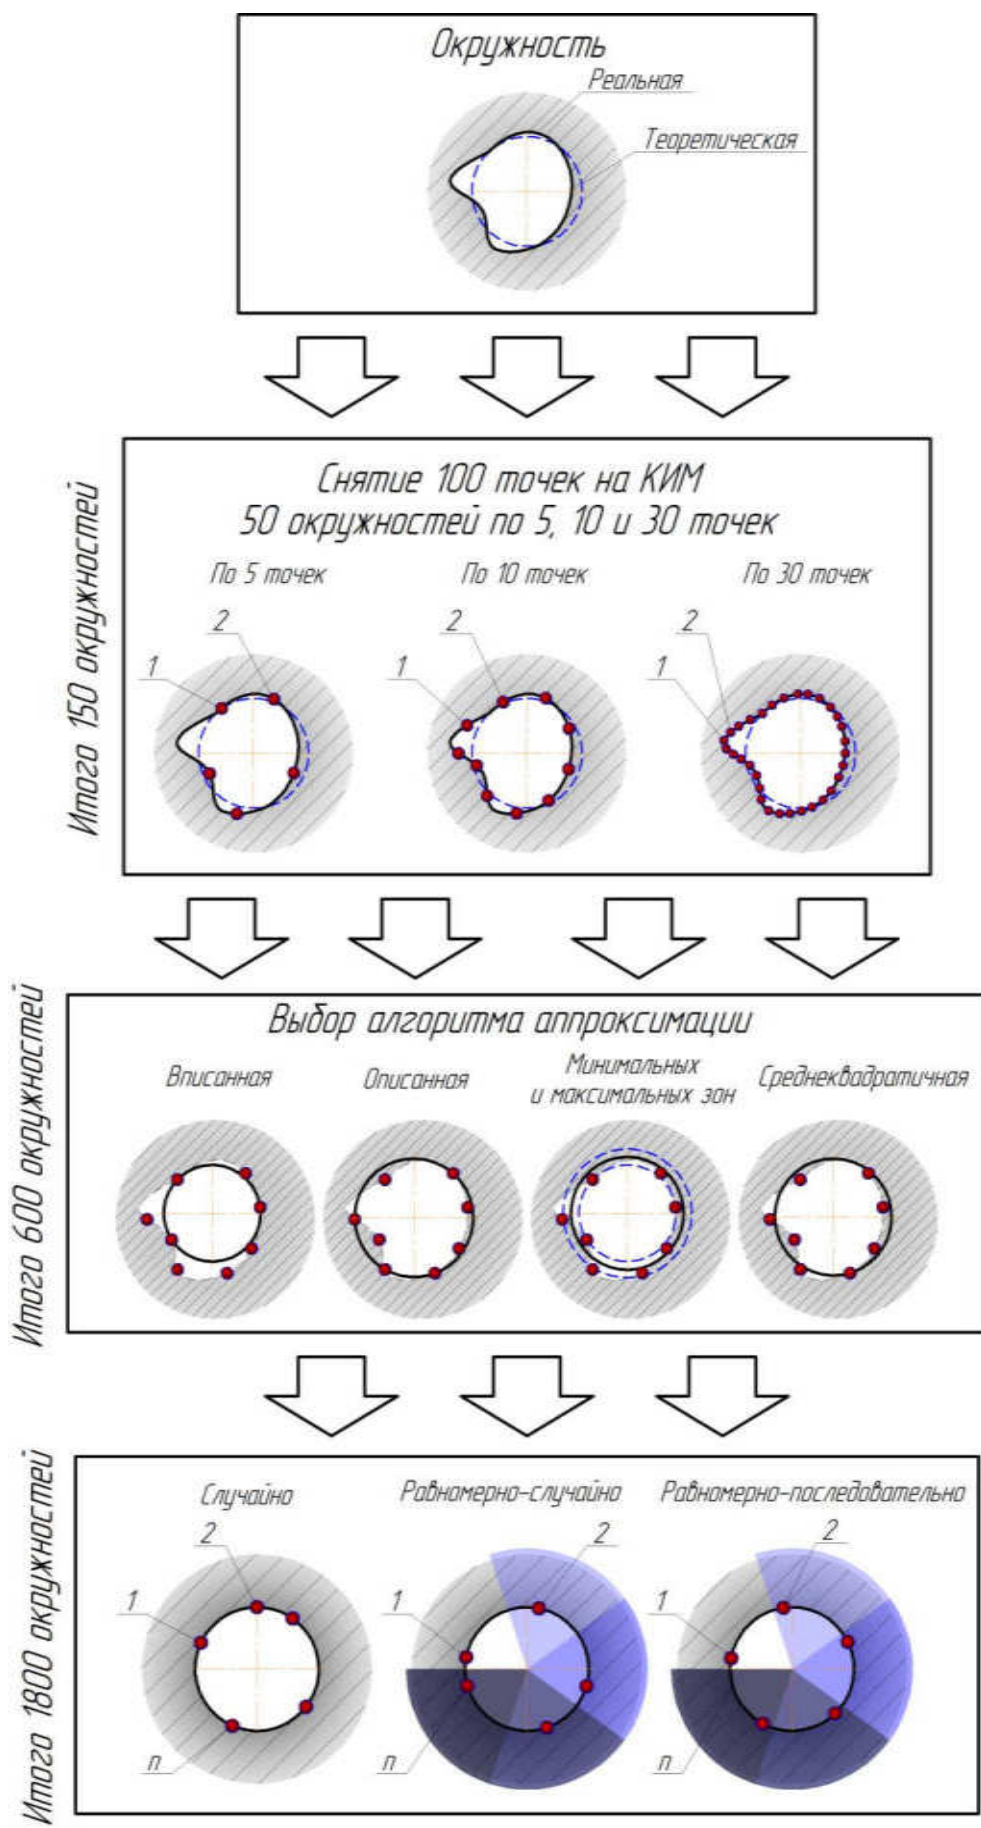 Окружность
Реальная
Теоретическая
Итого 150 окружностей
Снятие 100 точек на КИМ
50 окружностей по 5, 10 и 30 точек
По 5 точек
По 10 точек
По 30 точек
1
2
1
2
1
2
Итого 600 окружностей
Выбор алгоритма аппроксимации
Вписанная
Описанная
Минимальных
и максимальных зон
Среднеквадратичная
Итого 1800 окружностей
Случайно
Равномерно-случайно
Равномерно-последовательно
1
2
n
1
2
n
1
2
n